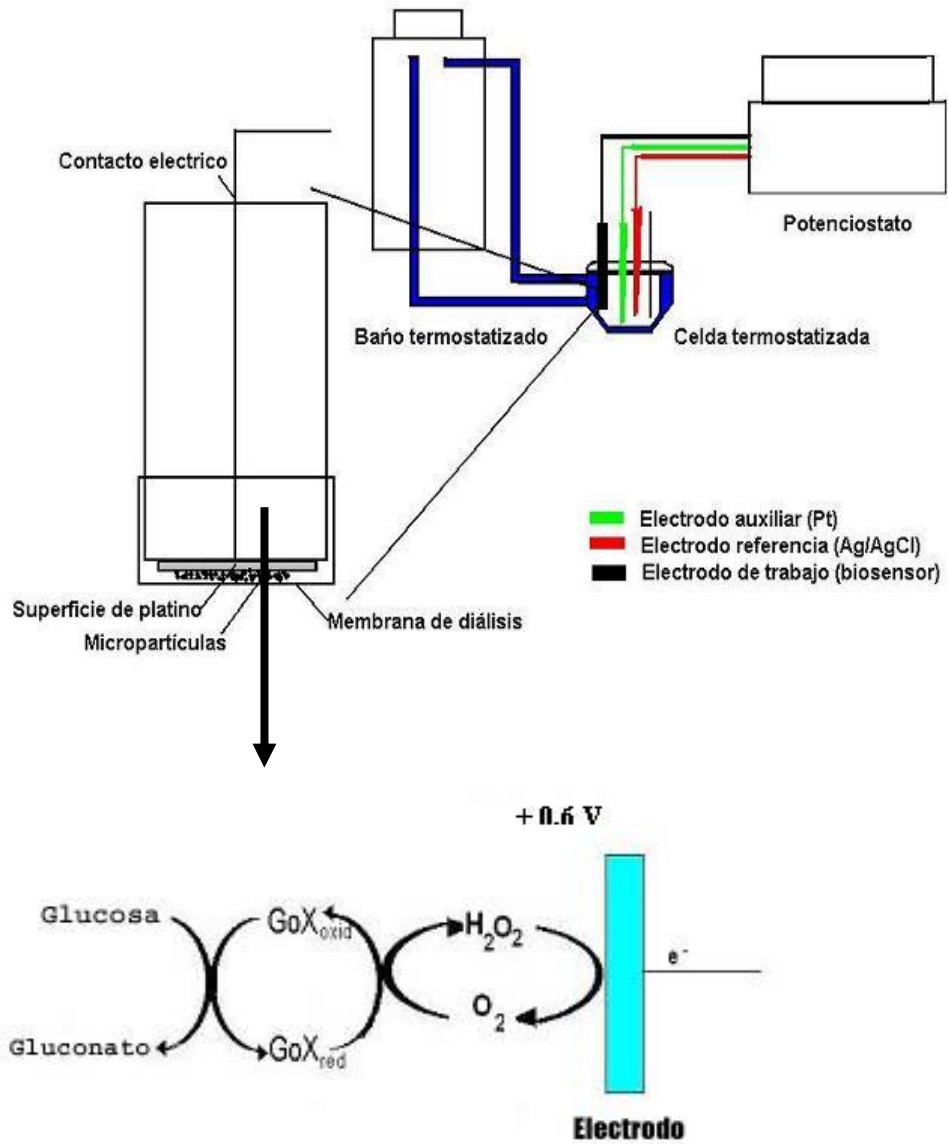 Contacto electrico
Potenciostato
Baño termostatizado
Celda termostatizada
Electrodo auxiliar (Pt)
Electrodo referencia (Ag/AgCl)
Electrodo de trabajo (biosensor)
Superficie de platino
Membrana de diálisis
Micropartículas
+ 0.6 V
Glucosa
GoXoxid
H2O2
e-
O2
Gluconato
GoXred
Electrodo